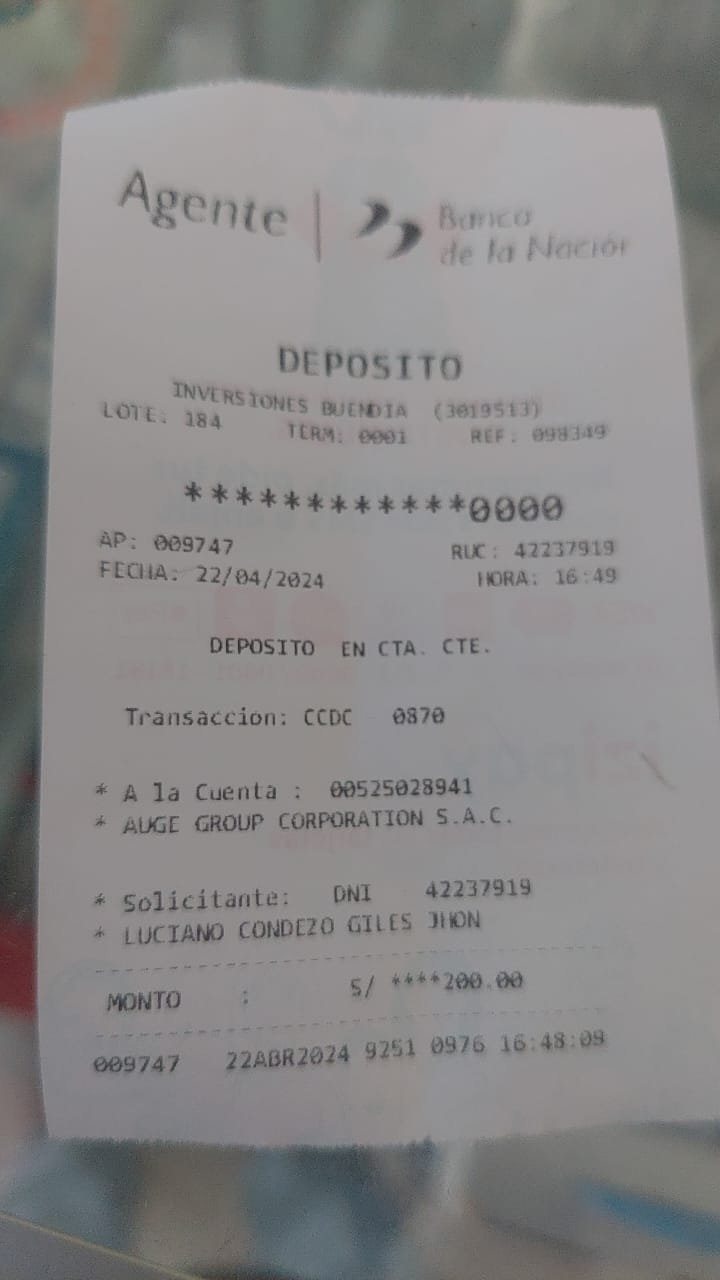 Agente | Banco
de la Nación
DEPOSITO
INVERSIONES BUENDIA (3019513)
LOTE: 184 TERM: 0001 REF: 098349
************0000
AP: 009747 RUC: 42237919
FECHA: 22/04/2024 HORA: 16:49
DEPOSITO EN CTA. CTE.
Transaccion: CCDC 0870
* A la Cuenta : 00525028941
* AUGE GROUP CORPORATION S.A.C.
* Solicitante: DNI 42237919
* LUCIANO CONDEZO GILES JHON
MONTO : S/ ****200.00
009747 22ABR2024 9251 0976 16:48:09